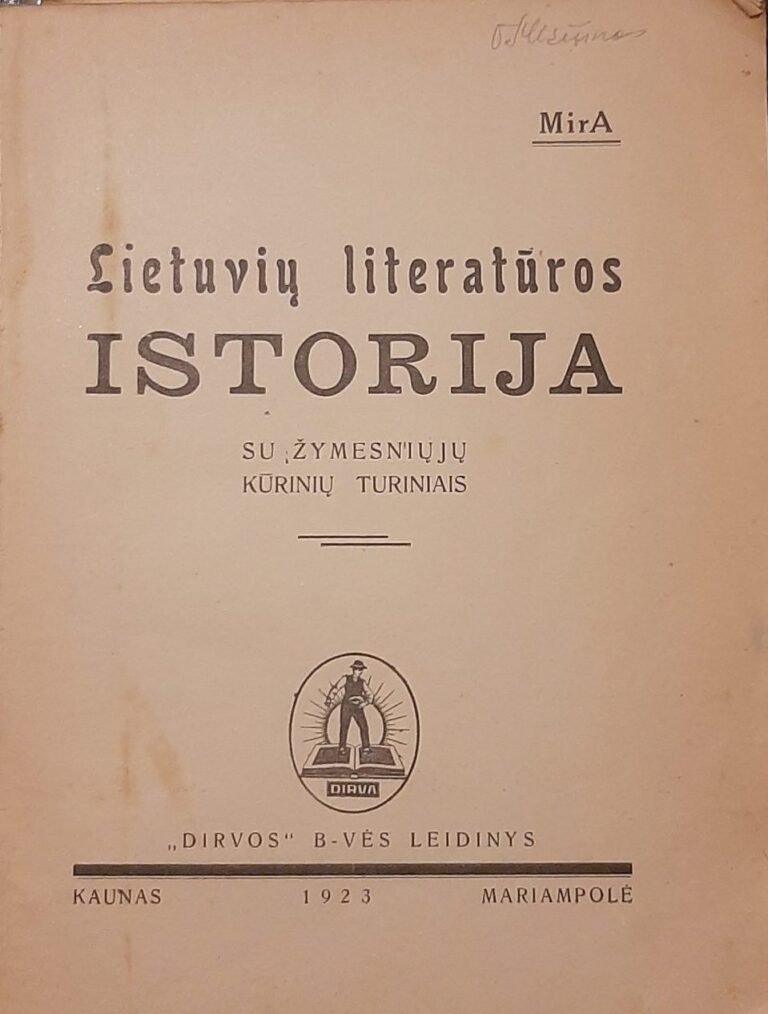 MirA
Lietuvių literatūros
ISTORIJA
SU ŽYMESNIŲJŲ
KŪRINIŲ TURINIAIS
DIRVA
„DIRVOS“ B-VĖS LEIDINYS
KAUNAS 1923 MARIAMPOLĖ